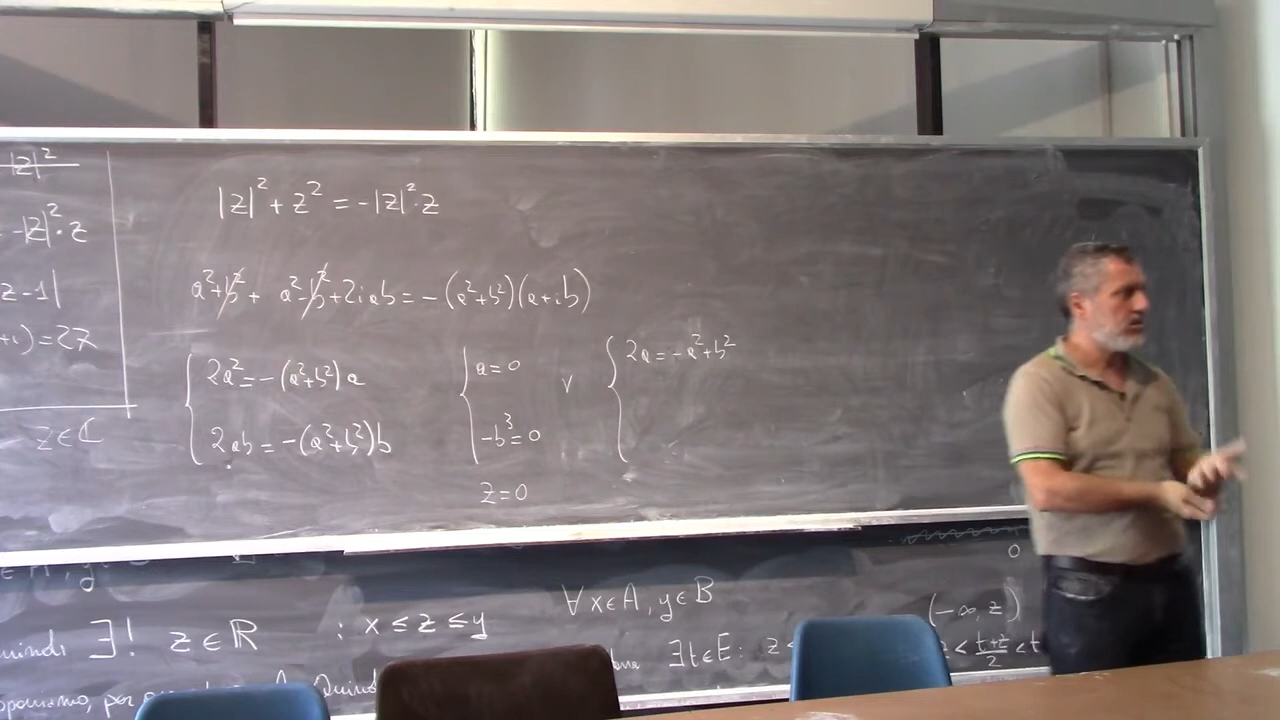 |z|²
-|z|²·z
z-1|
+i)=27
z∈ℂ
|z|²+z²=-|z|²·z
a²+b²+a²-b²+2iab=-(a²+b²)(a+ib)
2a²=-(a²+b²)a
2ab=-(a²+b²)b
a=0
-b³=0
z=0
∨
2a=-a²+b²
0
∀x∈A, y∈B
∃! z∈ℝ : x≤z≤y
∃t∈E: z<
(-∞, z)
<(t+z)/2<t